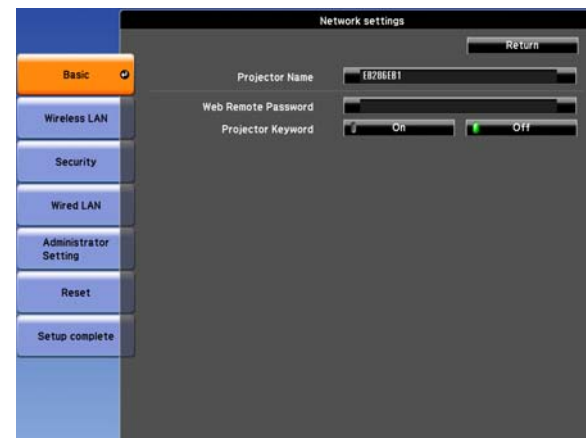 Network settings
Return
Basic
Projector Name EB286EB1
Wireless LAN
Web Remote Password
Projector Keyword On Off
Security
Wired LAN
Administrator
Setting
Reset
Setup complete